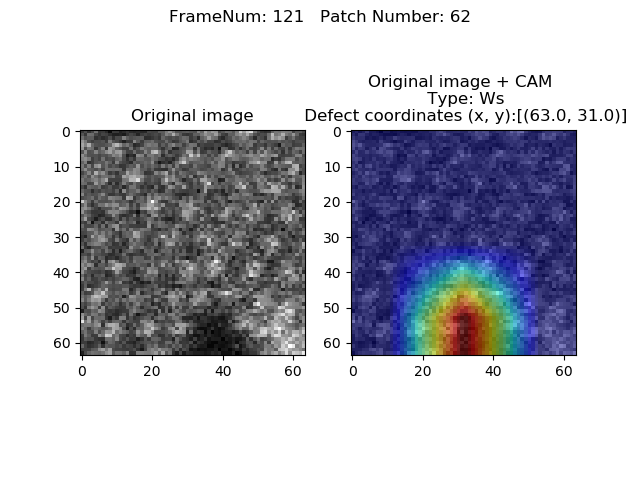 FrameNum: 121   Patch Number: 62
Original image
0
10
20
30
40
50
60
0 20 40 60
Original image + CAM
Type: Ws
Defect coordinates (x, y):[(63.0, 31.0)]
0
10
20
30
40
50
60
0 20 40 60